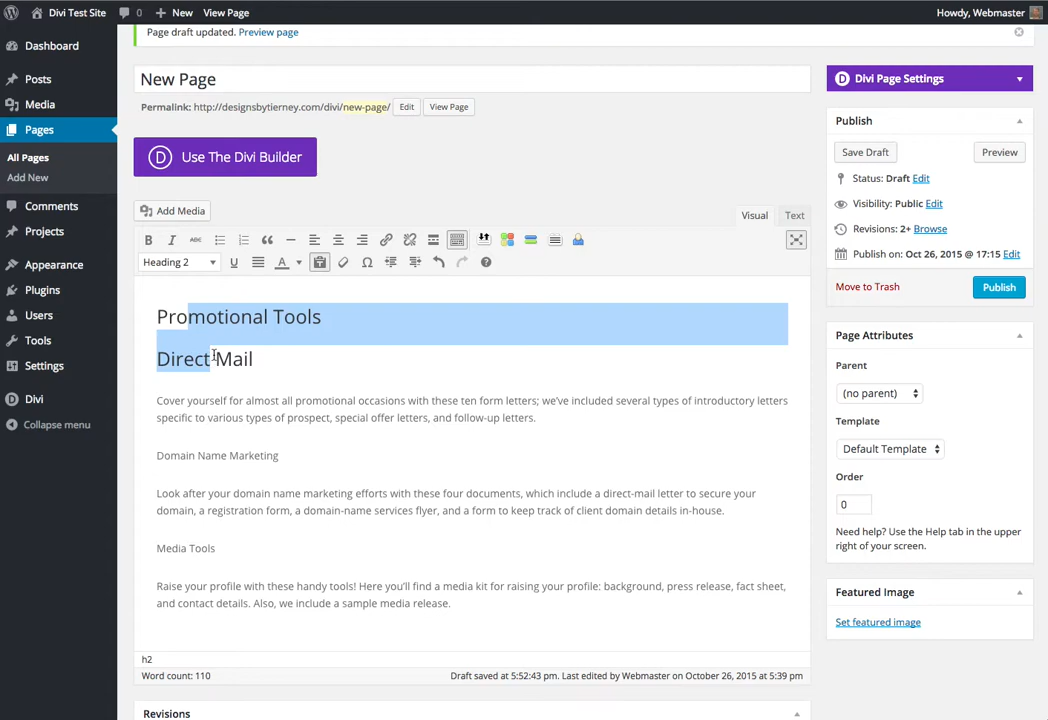 Divi Test Site 0 + New View Page Howdy, Webmaster
Page draft updated. Preview page
Dashboard
Posts
Media
Pages
All Pages
Add New
Comments
Projects
Appearance
Plugins
Users
Tools
Settings
Divi
Collapse menu
New Page
Permalink: http://designsbytierney.com/divi/new-page/ Edit View Page
D Use The Divi Builder
Add Media
Visual Text
B I ABC
Heading 2 U A
Promotional Tools
Direct Mail
Cover yourself for almost all promotional occasions with these ten form letters; we've included several types of introductory letters
specific to various types of prospect, special offer letters, and follow-up letters.
Domain Name Marketing
Look after your domain name marketing efforts with these four documents, which include a direct-mail letter to secure your
domain, a registration form, a domain-name services flyer, and a form to keep track of client domain details in-house.
Media Tools
Raise your profile with these handy tools! Here you'll find a media kit for raising your profile: background, press release, fact sheet,
and contact details. Also, we include a sample media release.
h2
Word count: 110 Draft saved at 5:52:43 pm. Last edited by Webmaster on October 26, 2015 at 5:39 pm
Revisions
D Divi Page Settings
Publish
Save Draft Preview
Status: Draft Edit
Visibility: Public Edit
Revisions: 2+ Browse
Publish on: Oct 26, 2015 @ 17:15 Edit
Move to Trash Publish
Page Attributes
Parent
(no parent)
Template
Default Template
Order
0
Need help? Use the Help tab in the upper
right of your screen.
Featured Image
Set featured image